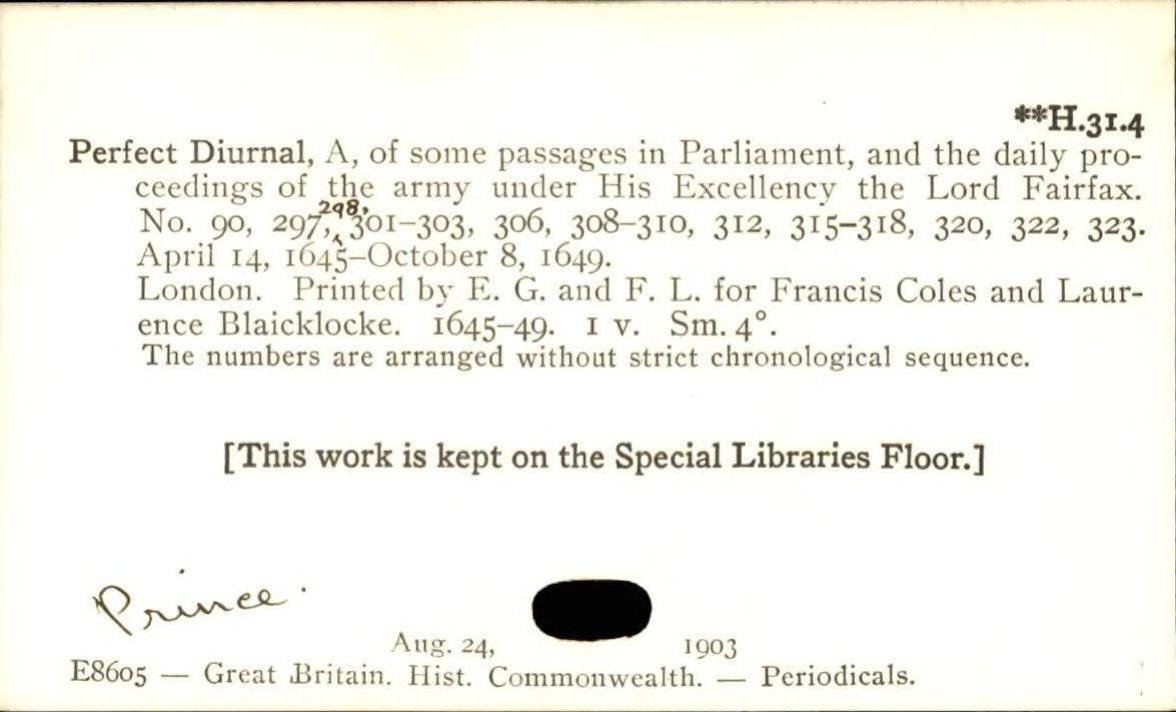 **H.31.4
Perfect Diurnal, A, of some passages in Parliament, and the daily pro-
ceedings of the army under His Excellency the Lord Fairfax.
No. 90, 297, 298, 301–303, 306, 308–310, 312, 315–318, 320, 322, 323.
April 14, 1645–October 8, 1649.
London. Printed by E. G. and F. L. for Francis Coles and Laur-
ence Blaicklocke. 1645–49. 1 v. Sm. 4°.
The numbers are arranged without strict chronological sequence.
[This work is kept on the Special Libraries Floor.]
Prince.
Aug. 24, 1903
E8605 — Great Britain. Hist. Commonwealth. — Periodicals.